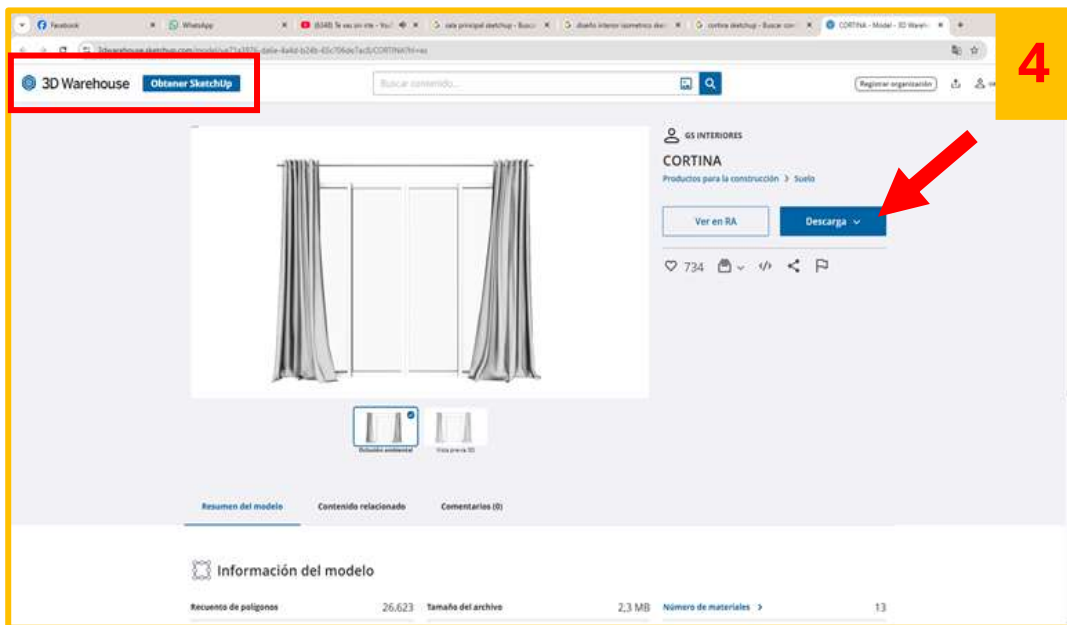 Facebook
WhatsApp
4
3D Warehouse
Obtener SketchUp
Buscar contenido...
Registrar organización
GS INTERIORES
CORTINA
Productos para la construcción > Suelo
Ver en RA
Descarga
734
Oclusión ambiental
Vista previa 3D
Resumen del modelo
Contenido relacionado
Comentarios (0)
Información del modelo
Recuento de polígonos 26.623
Tamaño del archivo 2,3 MB
Número de materiales > 13